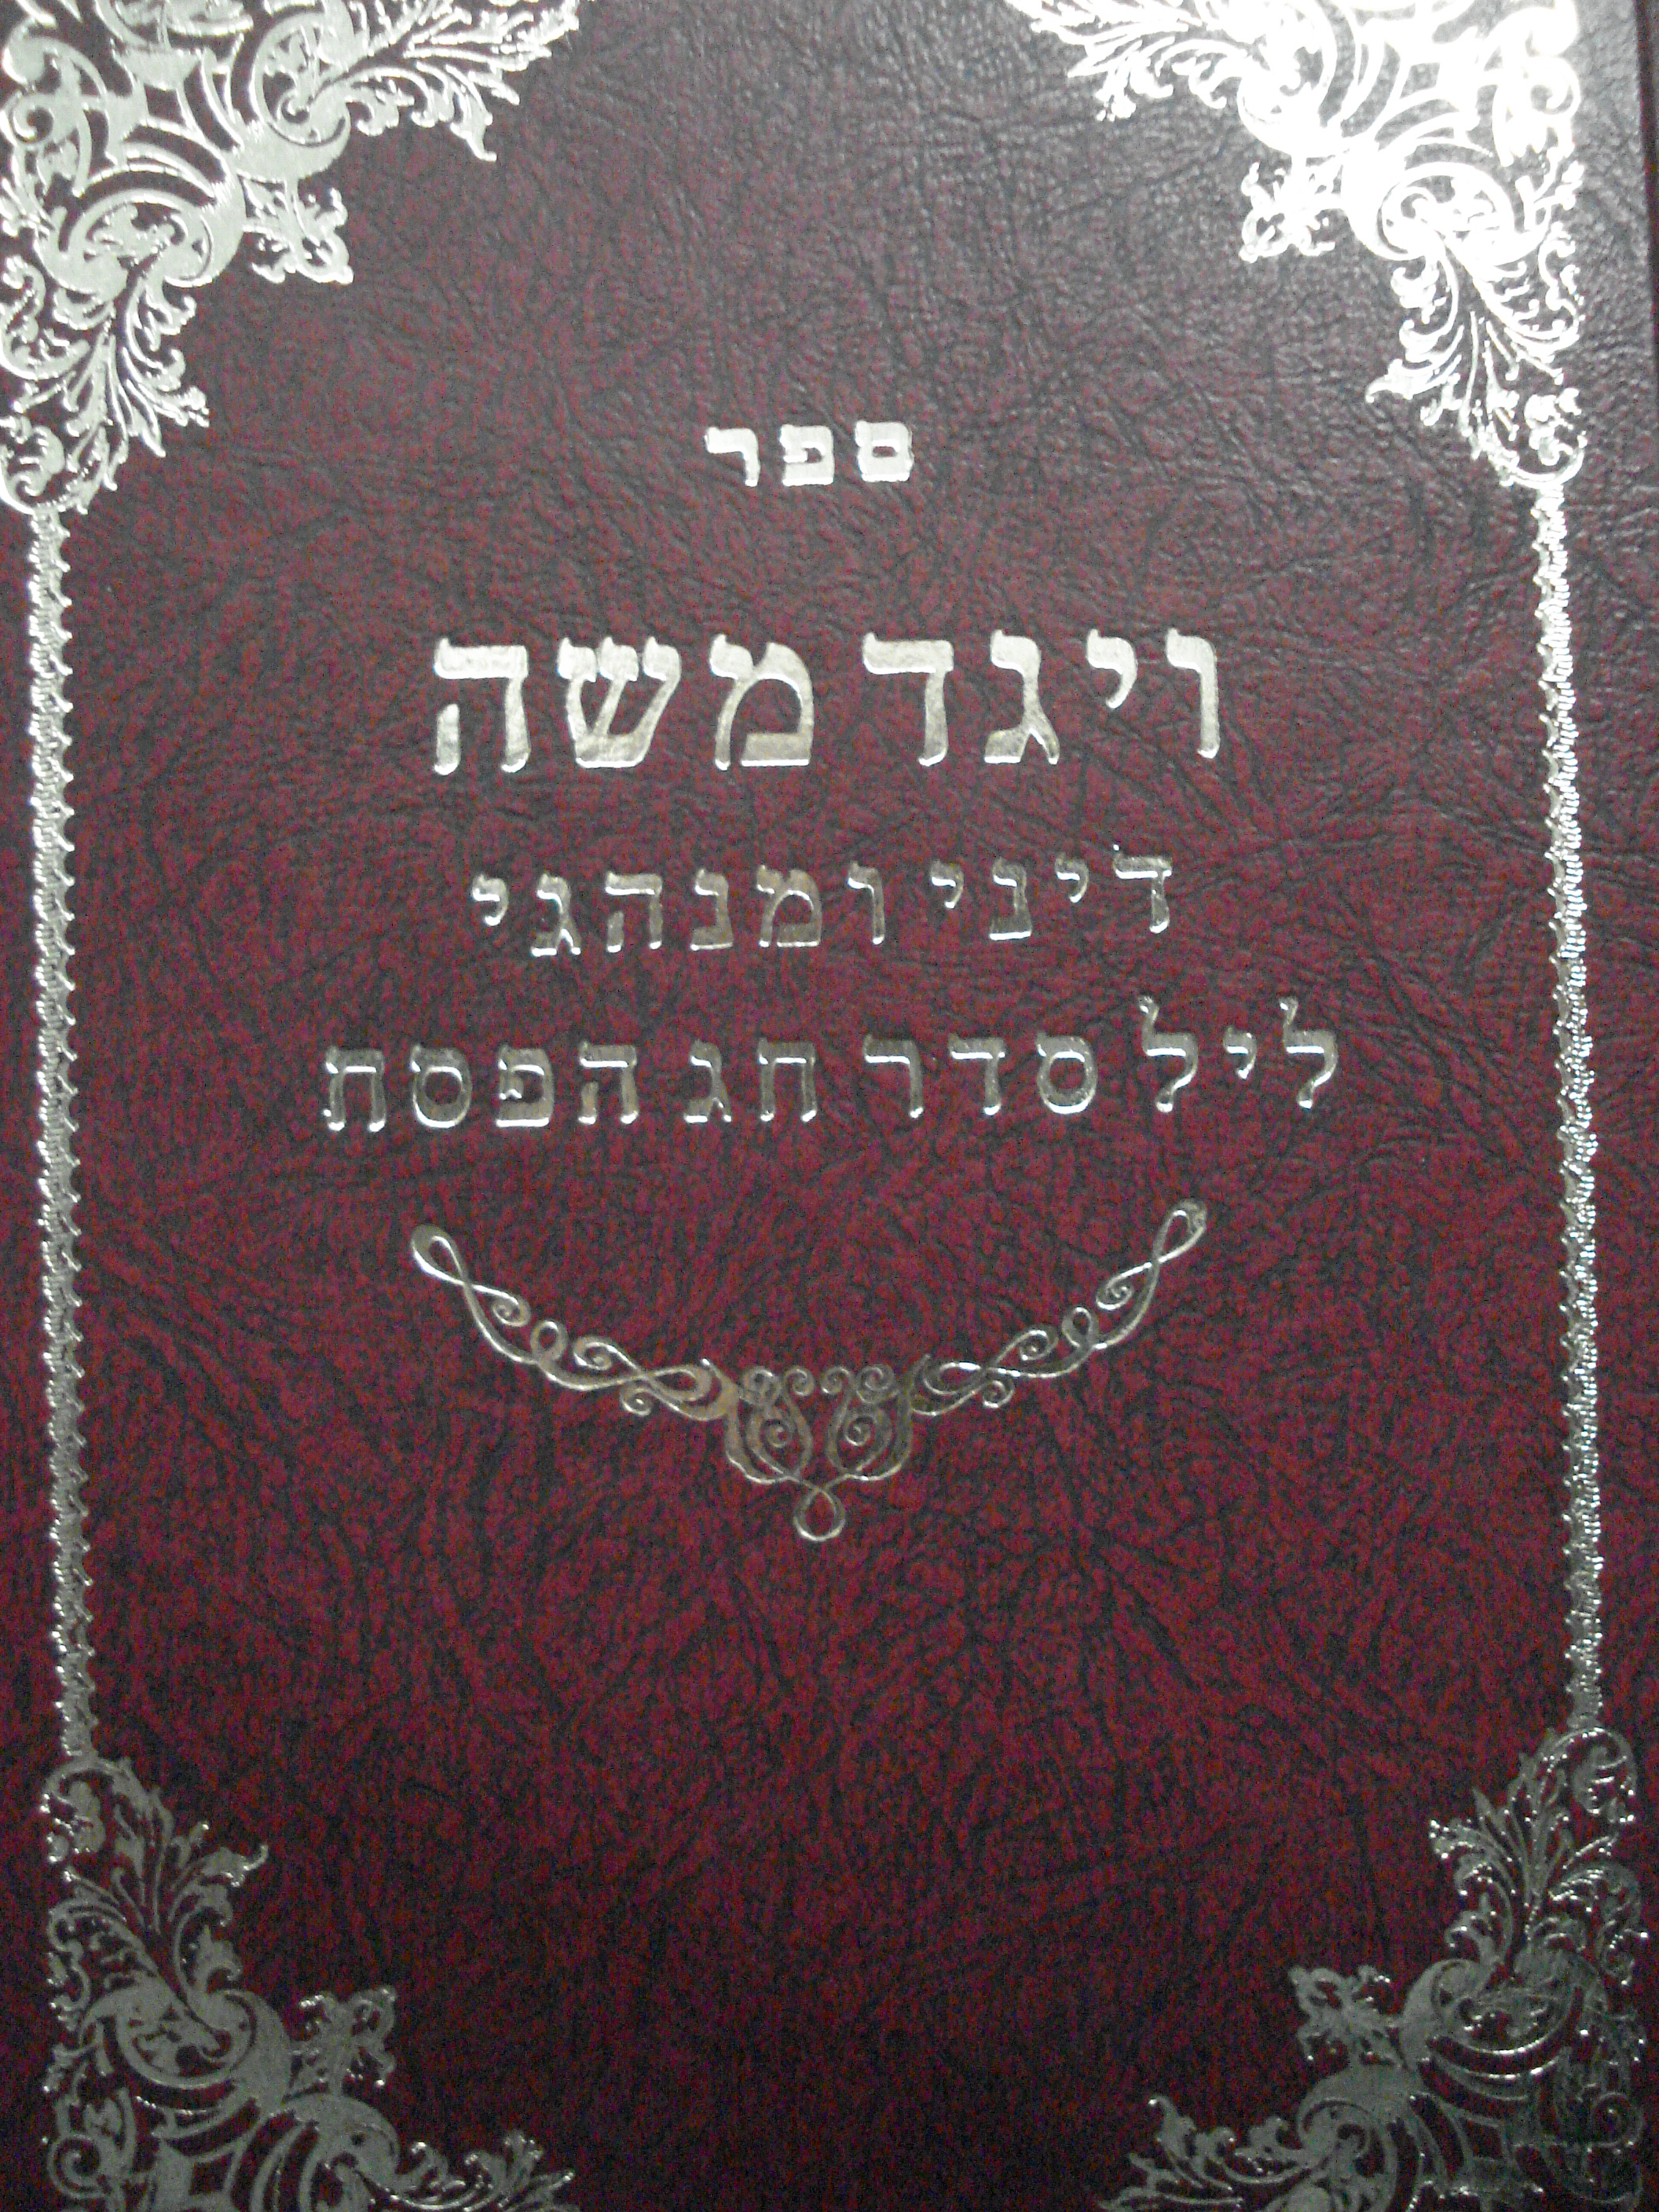 ספר
ויגד משה
דיני ומנהגי
ליל סדר חג הפסח